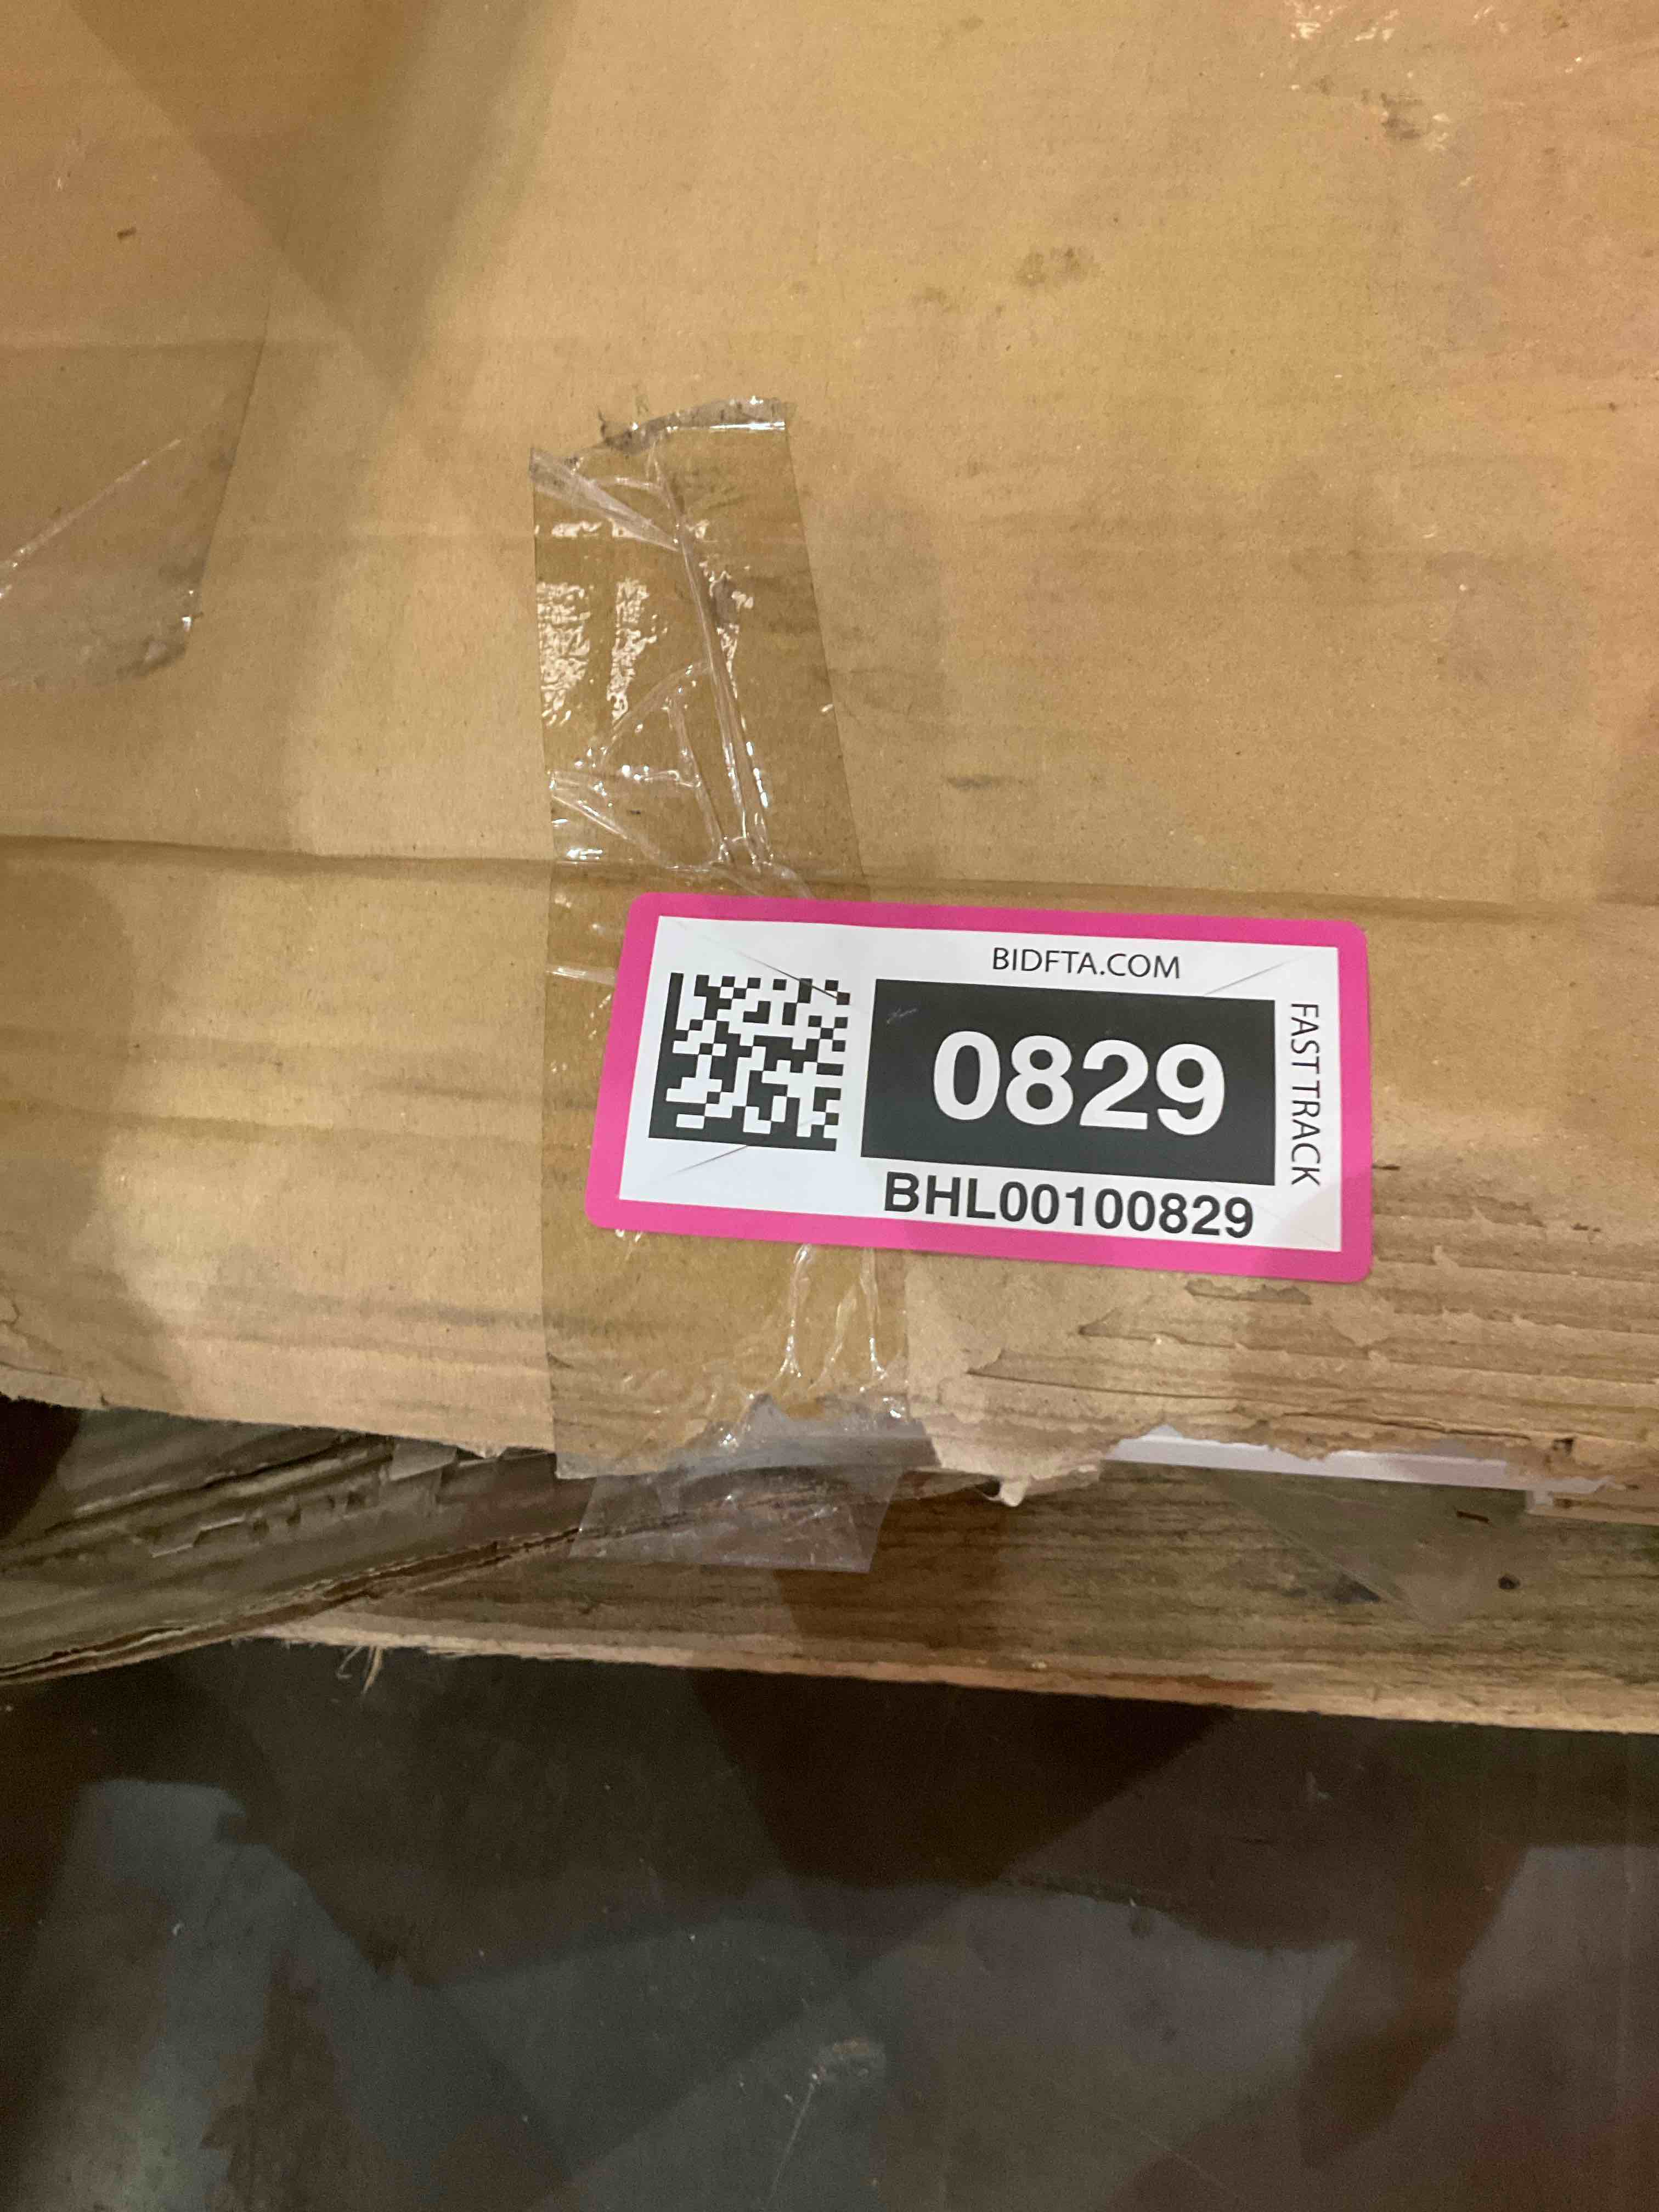 BIDFTA.COM
0829
FAST TRACK
BHL00100829